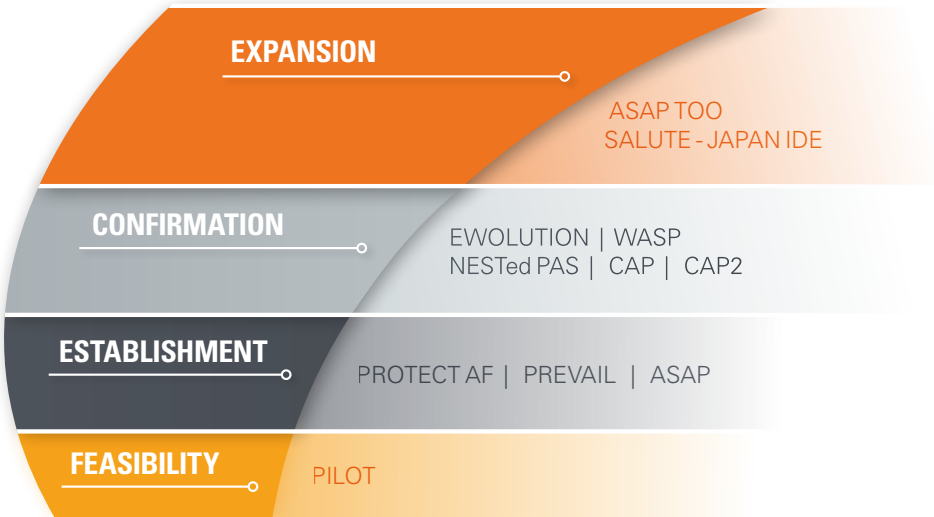 EXPANSION
ASAP TOO
SALUTE - JAPAN IDE
CONFIRMATION
EWOLUTION | WASP
NESTed PAS | CAP | CAP2
ESTABLISHMENT
PROTECT AF | PREVAIL | ASAP
FEASIBILITY
PILOT